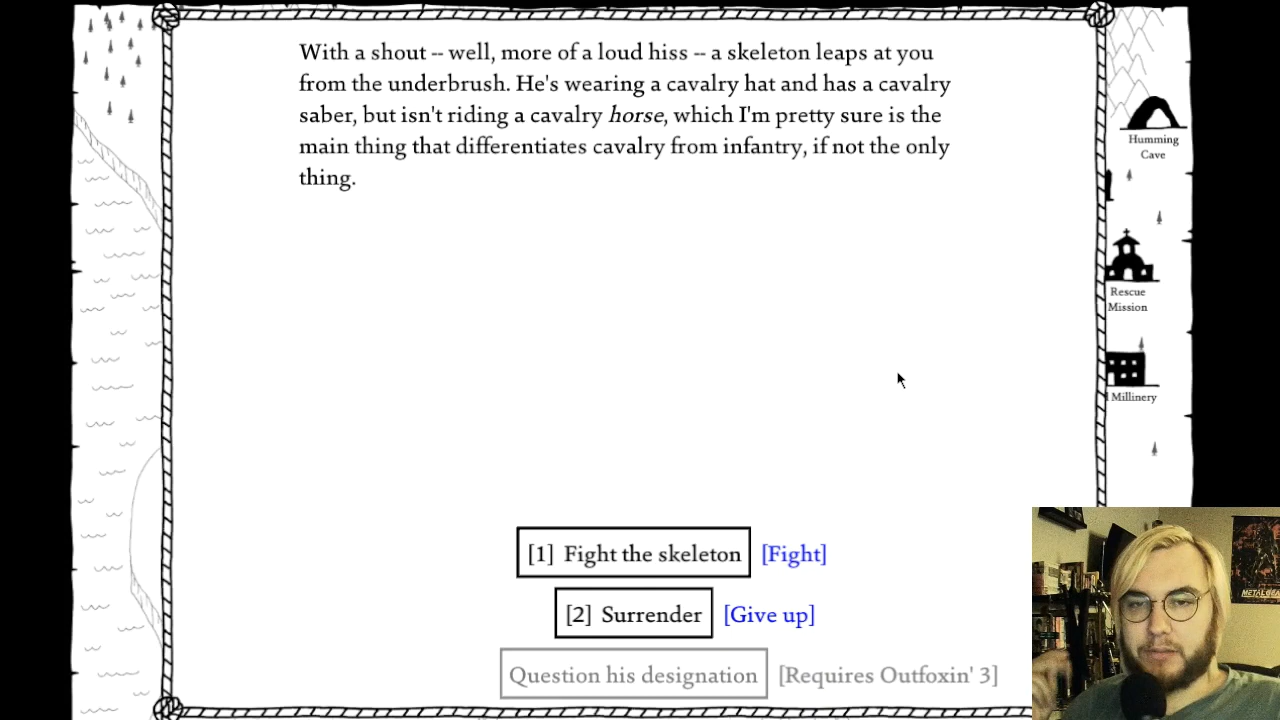 With a shout -- well, more of a loud hiss -- a skeleton leaps at you
from the underbrush. He's wearing a cavalry hat and has a cavalry
saber, but isn't riding a cavalry horse, which I'm pretty sure is the
main thing that differentiates cavalry from infantry, if not the only
thing.
Humming
Cave
Rescue
Mission
Millinery
[1] Fight the skeleton [Fight]
[2] Surrender [Give up]
Question his designation [Requires Outfoxin' 3]